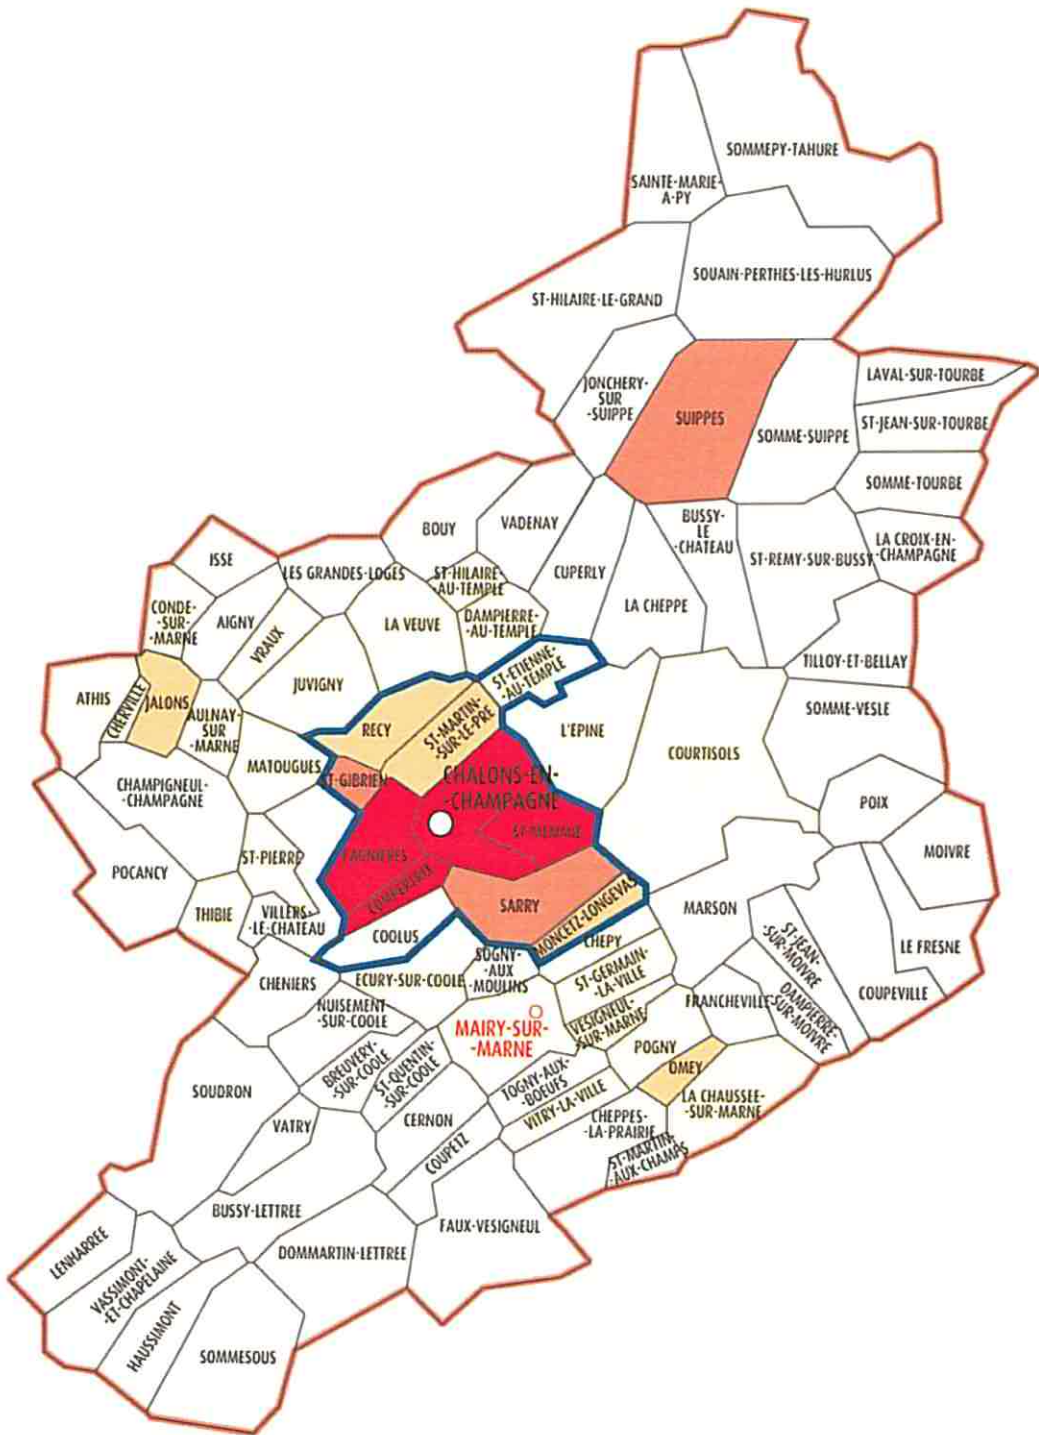 SOMMEPY-TAHURE
SAINTE-MARIE-
A-PY
SOUAIN-PERTHES-LES-HURLUS
ST-HILAIRE-LE-GRAND
JONCHERY-
SUR
-SUIPPE
SUIPPES
LAVAL-SUR-TOURBE
ST-JEAN-SUR-TOURBE
SOMME-SUIPPE
SOMME-TOURBE
BUSSY-
LE
-CHATEAU
LA CROIX-EN-
-CHAMPAGNE
ST-REMY-SUR-BUSSY
BOUY
VADENAY
ISSE
LES GRANDES-LOGES
ST-HILAIRE-
-AU-TEMPLE
CUPERLY
LA CHEPPE
CONDE-
-SUR-
-MARNE
AIGNY
VRAUX
LA VEUVE
DAMPIERRE-
-AU-TEMPLE
TILLOY-ET-BELLAY
ATHIS
CHERVILLE
JALONS
AULNAY-
SUR
-MARNE
JUVIGNY
ST-ETIENNE-
-AU-TEMPLE
SOMME-VESLE
RECY
ST-MARTIN-
-SUR-LE-PRE
L'EPINE
COURTISOLS
MATOUGUES
ST-GIBRIEN
CHALONS-EN-
-CHAMPAGNE
CHAMPIGNEUL-
-CHAMPAGNE
POIX
ST-MEMMIE
MOIVRE
FAGNIERES
ST-PIERRE
POCANCY
COMPERTRIX
SARRY
MONCETZ-LONGEVAS
MARSON
THIBIE
VILLERS-
-LE-CHATEAU
COOLUS
CHEPY
ST-JEAN-
-SUR-MOIVRE
LE FRESNE
COUPEVILLE
CHENIERS
ECURY-SUR-COOLE
SOGNY-
-AUX
-MOULINS
ST-GERMAIN-
-LA-VILLE
FRANCHEVILLE
DAMPIERRE-
-SUR-MOIVRE
NUISEMENT-
-SUR-COOLE
MAIRY-SUR-
-MARNE
VESIGNEUL-
-SUR-MARNE
POGNY
OMEY
SOUDRON
BREUVERY-
-SUR-COOLE
ST-QUENTIN-
-SUR-COOLE
TOGNY-AUX-
-BOEUFS
VITRY-LA-VILLE
LA CHAUSSEE-
-SUR-MARNE
VATRY
CERNON
COUPETZ
CHEPPES-
-LA-PRAIRIE
ST-MARTIN-
-AUX-CHAMPS
BUSSY-LETTREE
FAUX-VESIGNEUL
LENHARREE
VASSIMONT-
-ET-CHAPELAINE
DOMMARTIN-LETTREE
HAUSSIMONT
SOMMESOUS